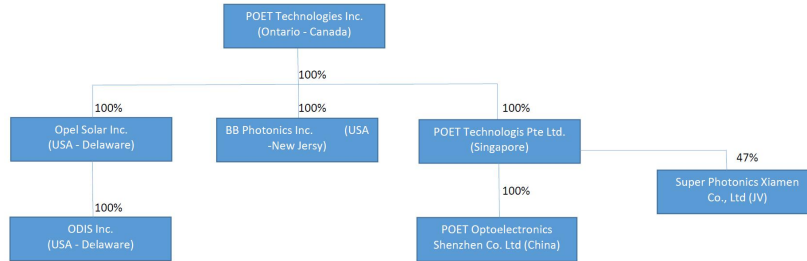 POET Technologies Inc.
(Ontario - Canada)
100%
100%
100%
100%
Opel Solar Inc.
(USA - Delaware)
BB Photonics Inc. (USA
-New Jersy)
POET Technologis Pte Ltd.
(Singapore)
47%
Super Photonics Xiamen
Co., Ltd (JV)
100%
100%
ODIS Inc.
(USA - Delaware)
POET Optoelectronics
Shenzhen Co. Ltd (China)